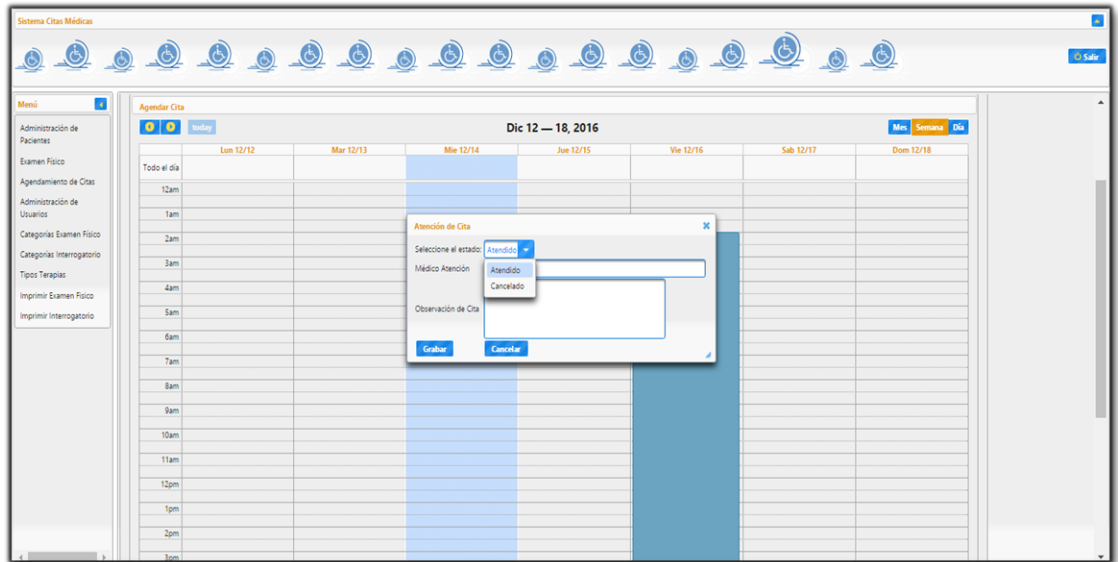 Sistema Citas Médicas
Salir
Menú
Administración de
Pacientes
Examen Físico
Agendamiento de Citas
Administración de
Usuarios
Categorías Examen Físico
Categorías Interrogatorio
Tipos Terapias
Imprimir Examen Fisico
Imprimir Interrogatorio
Agendar Cita
today
Dic 12 — 18, 2016
Mes Semana Día
Lun 12/12 Mar 12/13 Mie 12/14 Jue 12/15 Vie 12/16 Sab 12/17 Dom 12/18
Todo el día
12am
1am
2am
3am
4am
5am
6am
7am
8am
9am
10am
11am
12pm
1pm
2pm
3pm
Atención de Cita
Seleccione el estado: Atendido
Médico Atención
Atendido
Cancelado
Observación de Cita
Grabar Cancelar